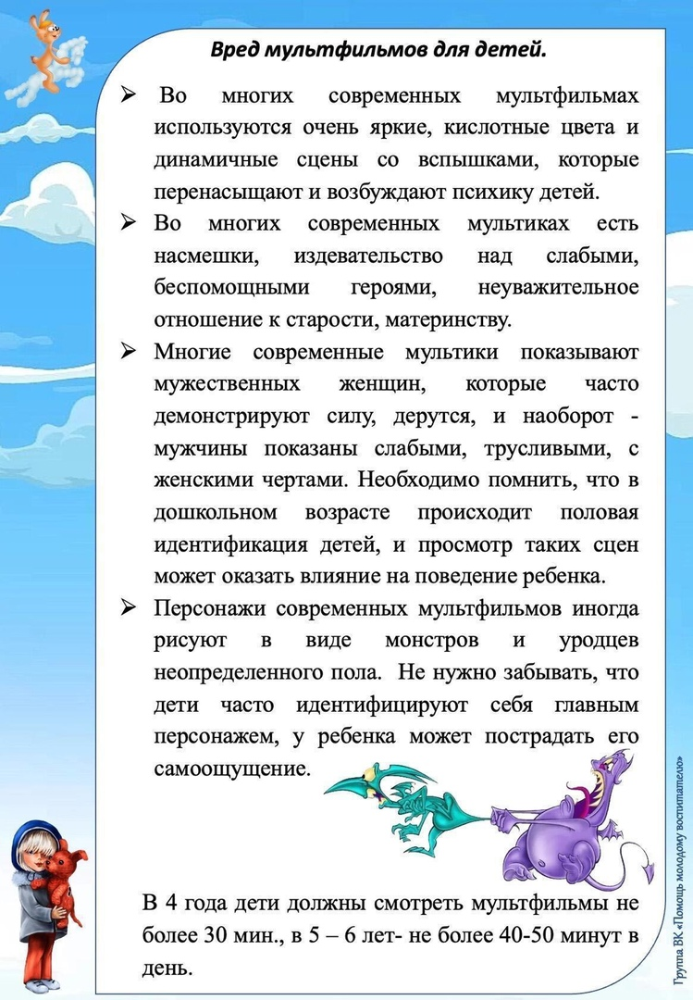 Вред мультфильмов для детей.
➢ Во многих современных мультфильмах
используются очень яркие, кислотные цвета и
динамичные сцены со вспышками, которые
перенасыщают и возбуждают психику детей.
➢ Во многих современных мультиках есть
насмешки, издевательство над слабыми,
беспомощными героями, неуважительное
отношение к старости, материнству.
➢ Многие современные мультики показывают
мужественных женщин, которые часто
демонстрируют силу, дерутся, и наоборот -
мужчины показаны слабыми, трусливыми, с
женскими чертами. Необходимо помнить, что в
дошкольном возрасте происходит половая
идентификация детей, и просмотр таких сцен
может оказать влияние на поведение ребенка.
➢ Персонажи современных мультфильмов иногда
рисуют в виде монстров и уродцев
неопределенного пола. Не нужно забывать, что
дети часто идентифицируют себя главным
персонажем, у ребенка может пострадать его
самоощущение.
В 4 года дети должны смотреть мультфильмы не
более 30 мин., в 5 – 6 лет- не более 40-50 минут в
день.
Группа ВК «Помощь молодому воспитателю»